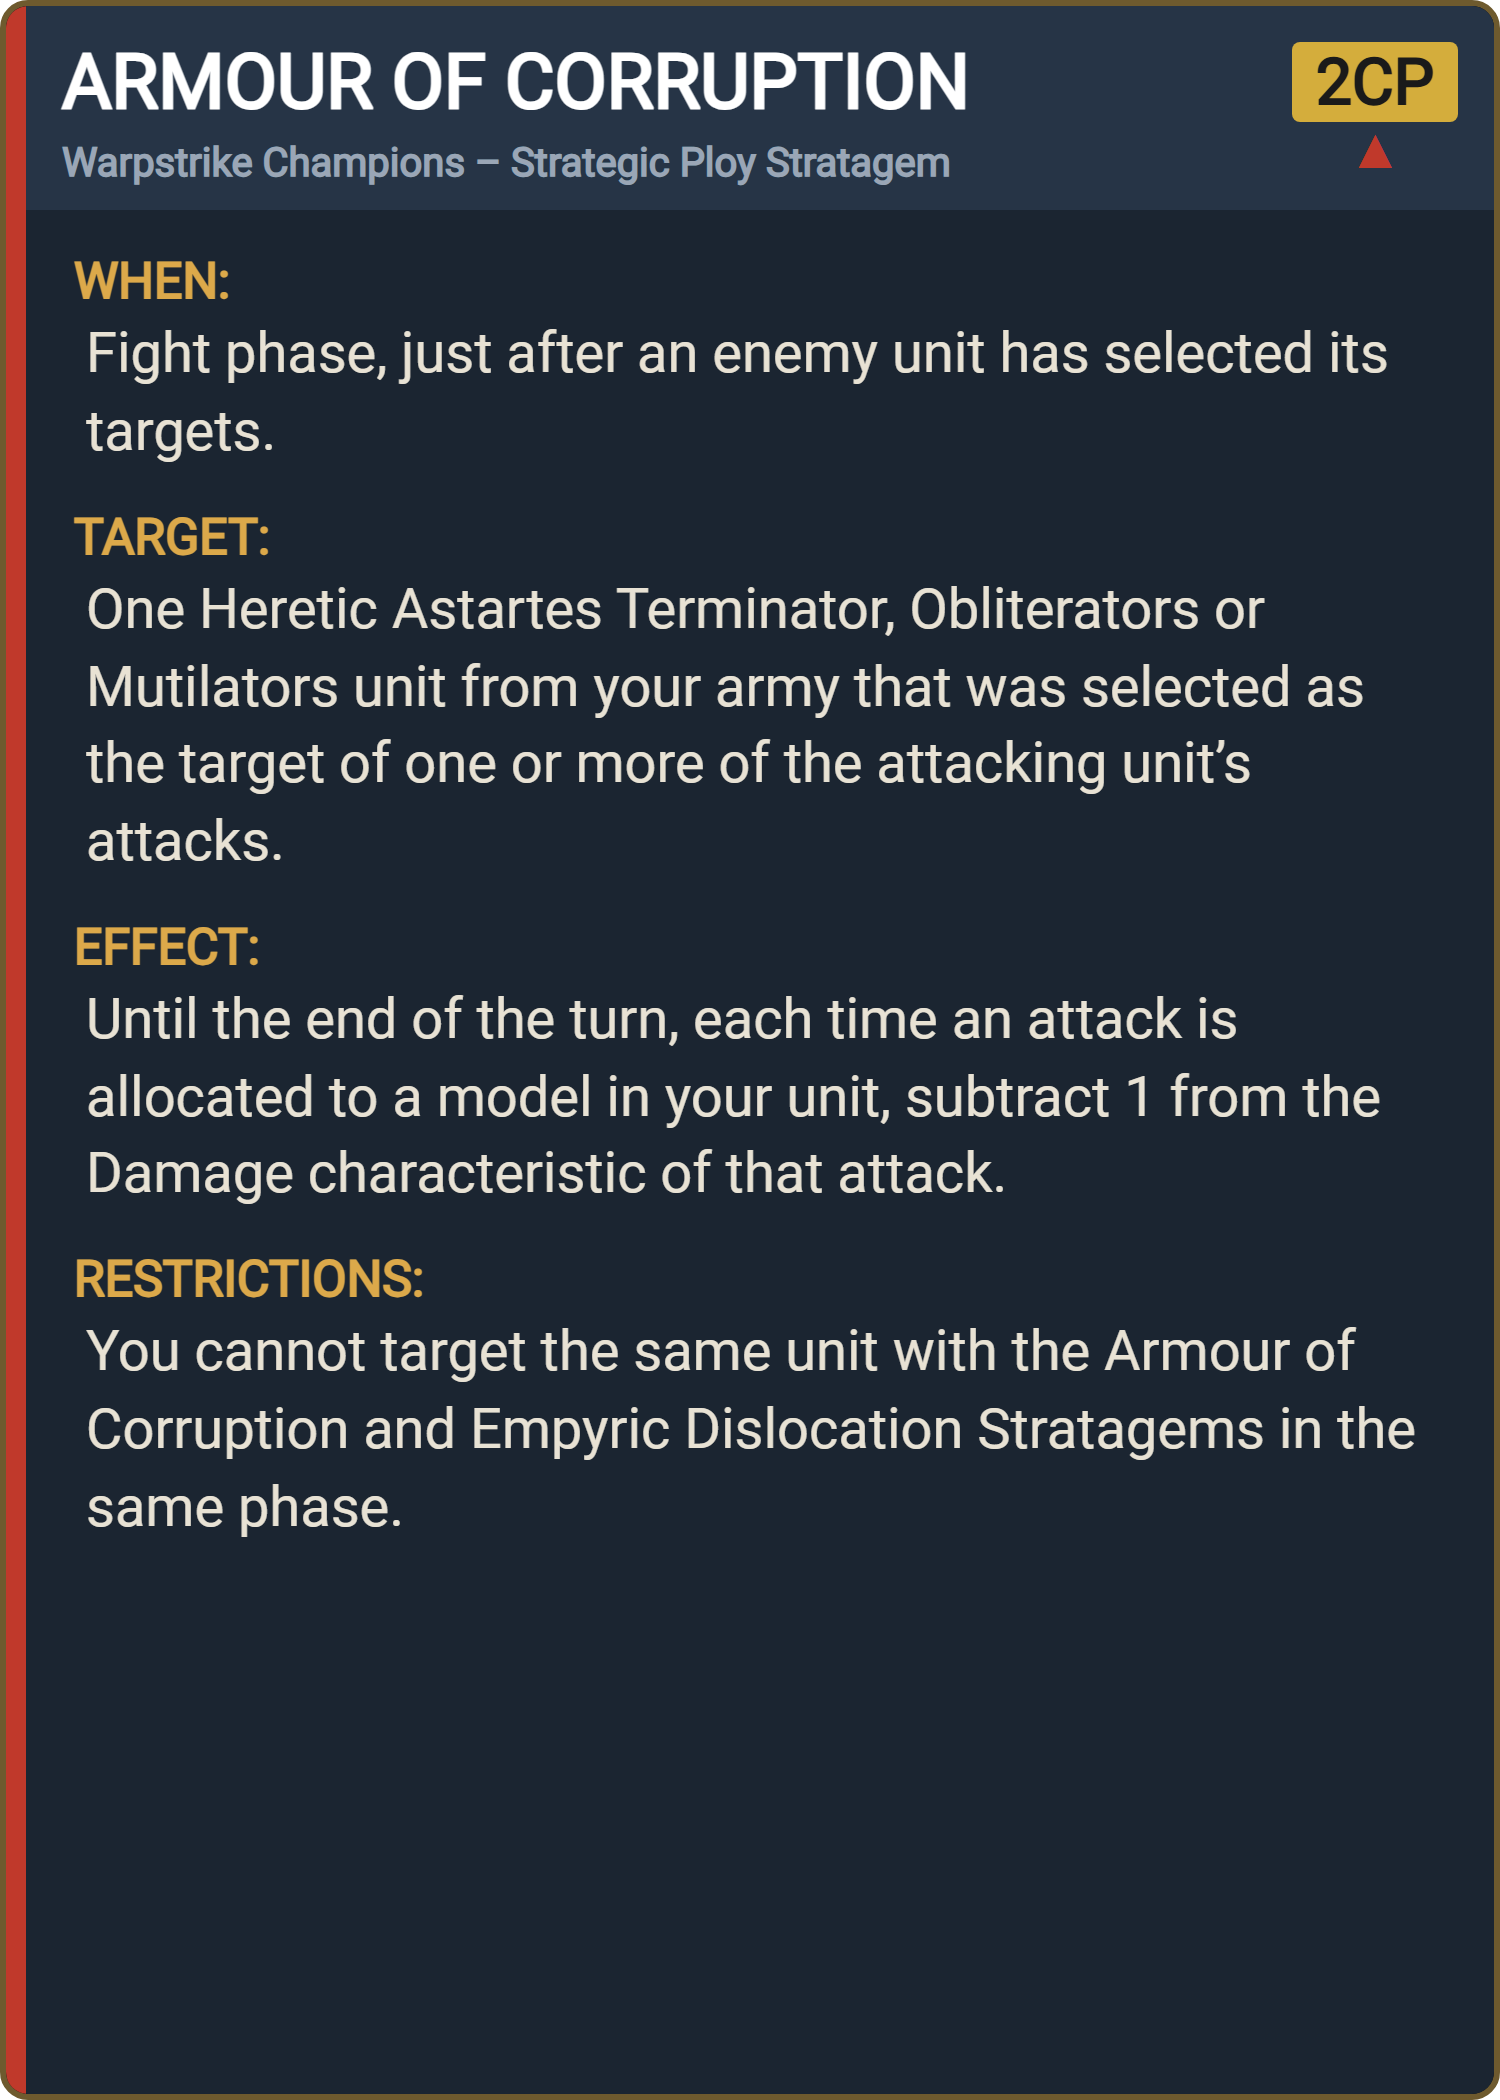 ARMOUR OF CORRUPTION
2CP
Warpstrike Champions – Strategic Ploy Stratagem
WHEN:
Fight phase, just after an enemy unit has selected its
targets.
TARGET:
One Heretic Astartes Terminator, Obliterators or
Mutilators unit from your army that was selected as
the target of one or more of the attacking unit’s
attacks.
EFFECT:
Until the end of the turn, each time an attack is
allocated to a model in your unit, subtract 1 from the
Damage characteristic of that attack.
RESTRICTIONS:
You cannot target the same unit with the Armour of
Corruption and Empyric Dislocation Stratagems in the
same phase.